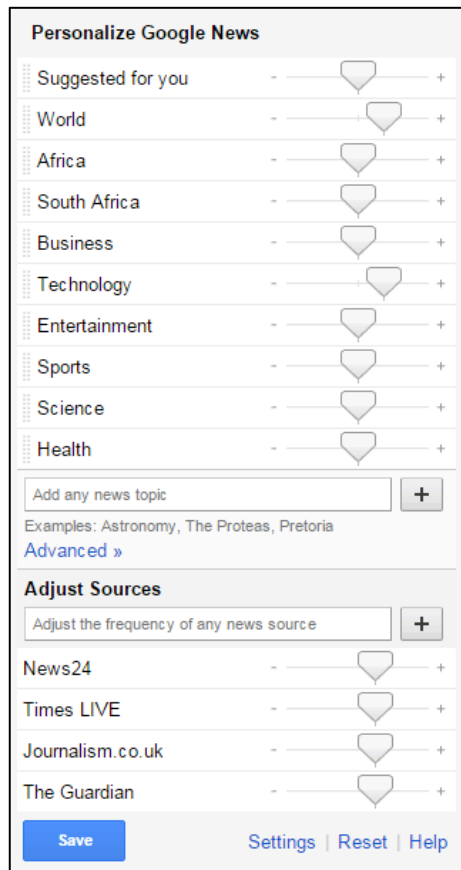 Personalize Google News
Suggested for you - +
World - +
Africa - +
South Africa - +
Business - +
Technology - +
Entertainment - +
Sports - +
Science - +
Health - +
Add any news topic +
Examples: Astronomy, The Proteas, Pretoria
Advanced »
Adjust Sources
Adjust the frequency of any news source +
News24 - +
Times LIVE - +
Journalism.co.uk - +
The Guardian - +
Save Settings | Reset | Help